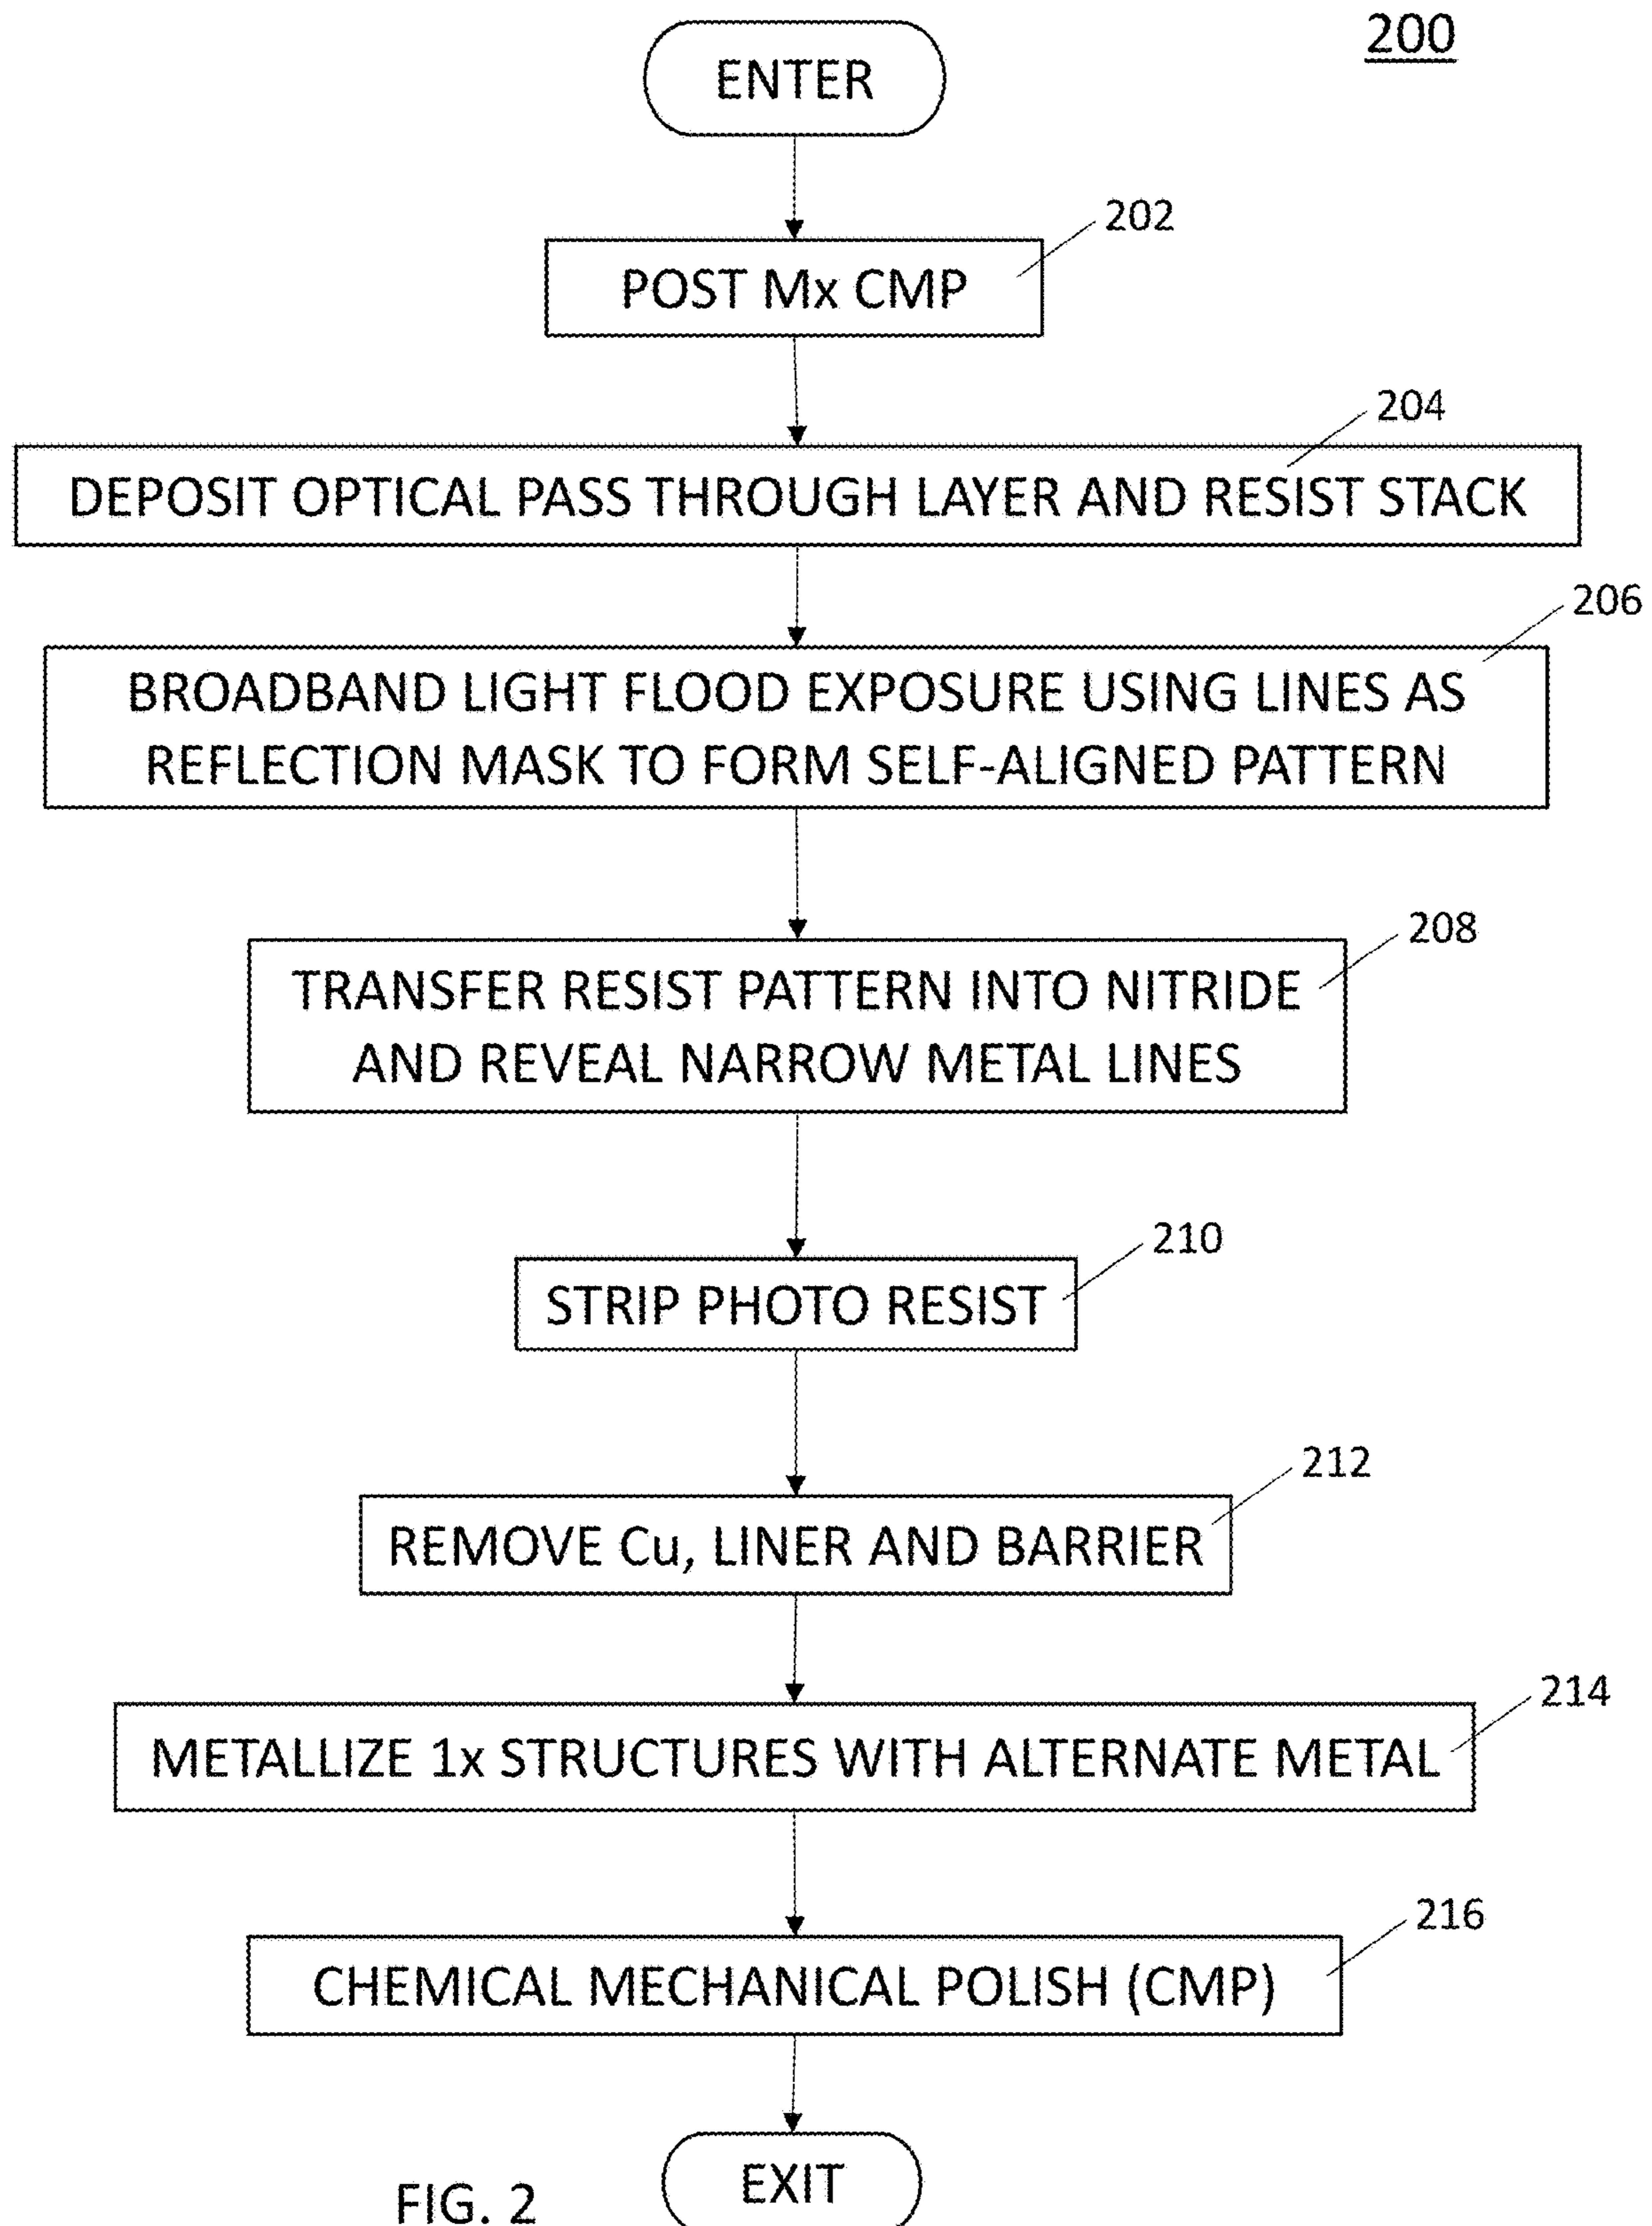 200
ENTER
202
POST Mx CMP
204
DEPOSIT OPTICAL PASS THROUGH LAYER AND RESIST STACK
206
BROADBAND LIGHT FLOOD EXPOSURE USING LINES AS
REFLECTION MASK TO FORM SELF-ALIGNED PATTERN
208
TRANSFER RESIST PATTERN INTO NITRIDE
AND REVEAL NARROW METAL LINES
210
STRIP PHOTO RESIST
212
REMOVE Cu, LINER AND BARRIER
214
METALLIZE 1x STRUCTURES WITH ALTERNATE METAL
216
CHEMICAL MECHANICAL POLISH (CMP)
EXIT
FIG. 2